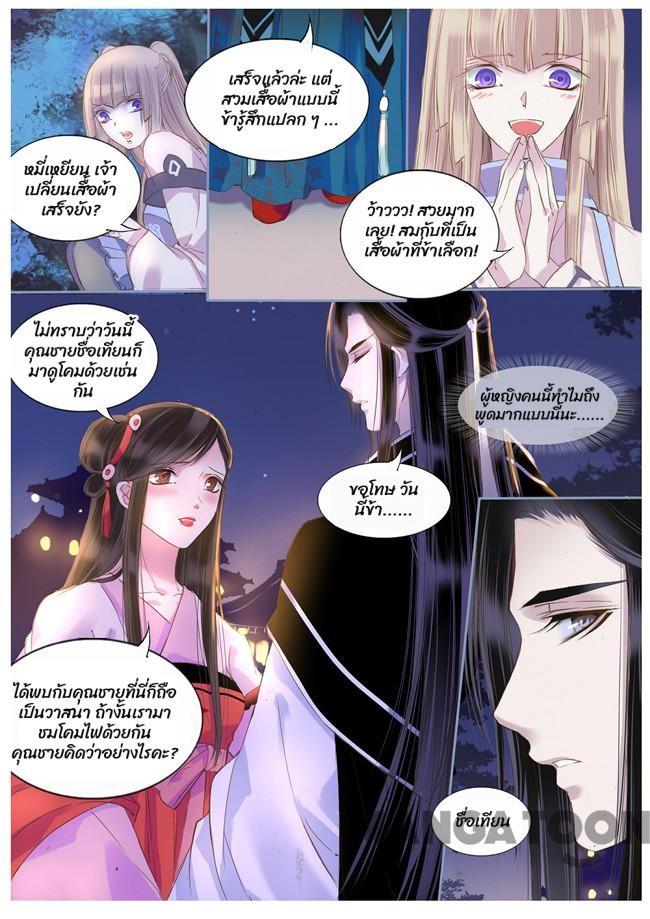 หมี่เหยียน เจ้า
เปลี่ยนเสื้อผ้า
เสร็จยัง?
เสร็จแล้วล่ะ แต่
สวมเสื้อผ้าแบบนี้
ข้ารู้สึกแปลก ๆ ...
ว้าววว! สวยมาก
เลย! สมกับที่เป็น
เสื้อผ้าที่ข้าเลือก!
ไม่ทราบว่าวันนี้
คุณชายชื่อเทียนก็
มาดูโคมด้วยเช่น
กัน
ผู้หญิงคนนี้ทำไมถึง
พูดมากแบบนี้นะ......
ขอโทษ วัน
นี้ข้า......
ได้พบกับคุณชายที่นี่ก็ถือ
เป็นวาสนา ถ้างั้นเรามา
ชมโคมไฟด้วยกัน
คุณชายคิดว่าอย่างไรคะ?
ชื่อเทียน
MANGATOON